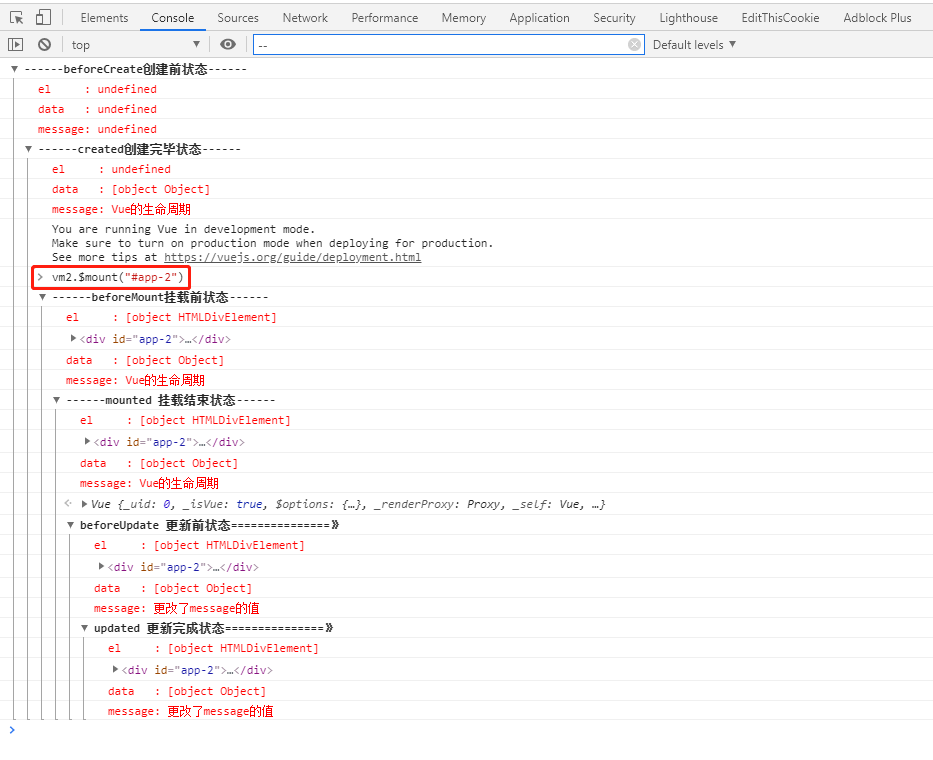 Elements Console Sources Network Performance Memory Application Security Lighthouse EditThisCookie Adblock Plus
top -- Default levels
------beforeCreate创建前状态------
el : undefined
data : undefined
message: undefined
------created创建完毕状态------
el : undefined
data : [object Object]
message: Vue的生命周期
You are running Vue in development mode.
Make sure to turn on production mode when deploying for production.
See more tips at https://vuejs.org/guide/deployment.html
> vm2.$mount("#app-2")
------beforeMount挂载前状态------
el : [object HTMLDivElement]
<div id="app-2">…</div>
data : [object Object]
message: Vue的生命周期
------mounted 挂载结束状态------
el : [object HTMLDivElement]
<div id="app-2">…</div>
data : [object Object]
message: Vue的生命周期
Vue {_uid: 0, _isVue: true, $options: {…}, _renderProxy: Proxy, _self: Vue, …}
beforeUpdate 更新前状态===============》
el : [object HTMLDivElement]
<div id="app-2">…</div>
data : [object Object]
message: 更改了message的值
updated 更新完成状态===============》
el : [object HTMLDivElement]
<div id="app-2">…</div>
data : [object Object]
message: 更改了message的值
>